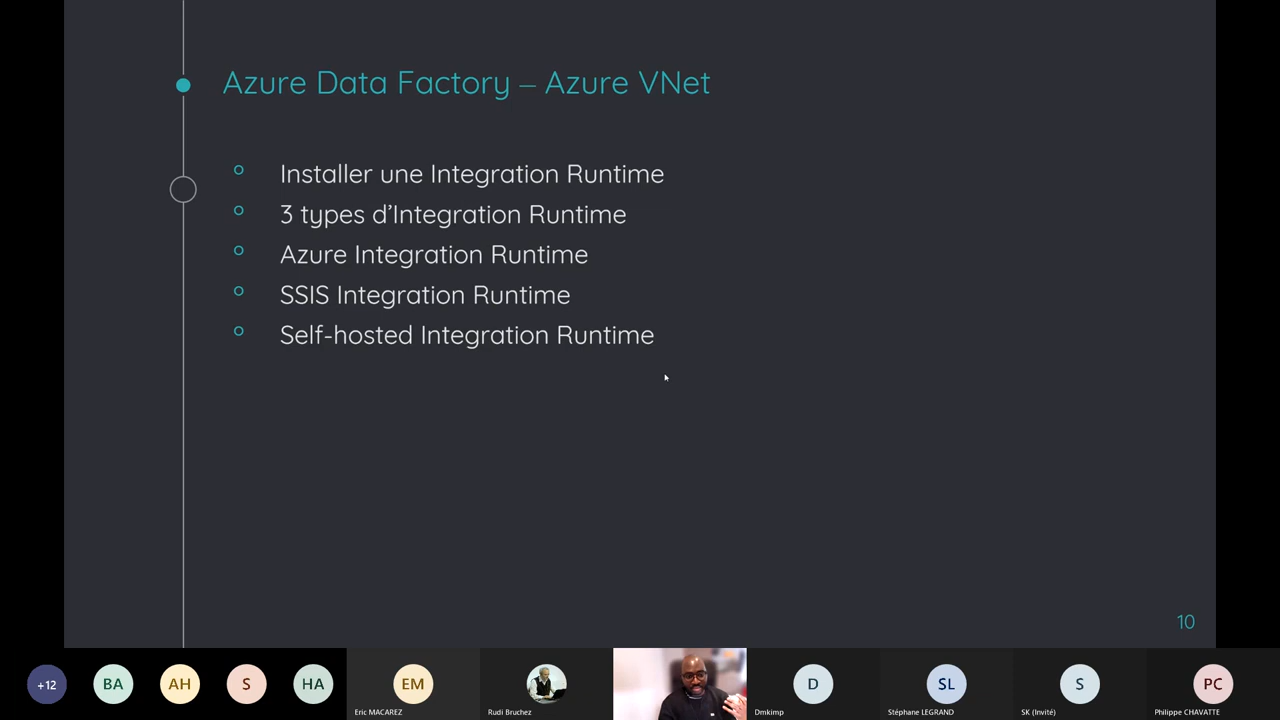 Azure Data Factory – Azure VNet
Installer une Integration Runtime
3 types d’Integration Runtime
Azure Integration Runtime
SSIS Integration Runtime
Self-hosted Integration Runtime
10
+12
BA
AH
S
HA
EM
D
SL
S
PC
Eric MACAREZ
Rudi Bruchez
Dmkimp
Stéphane LEGRAND
SK (Invité)
Philippe CHAVATTE